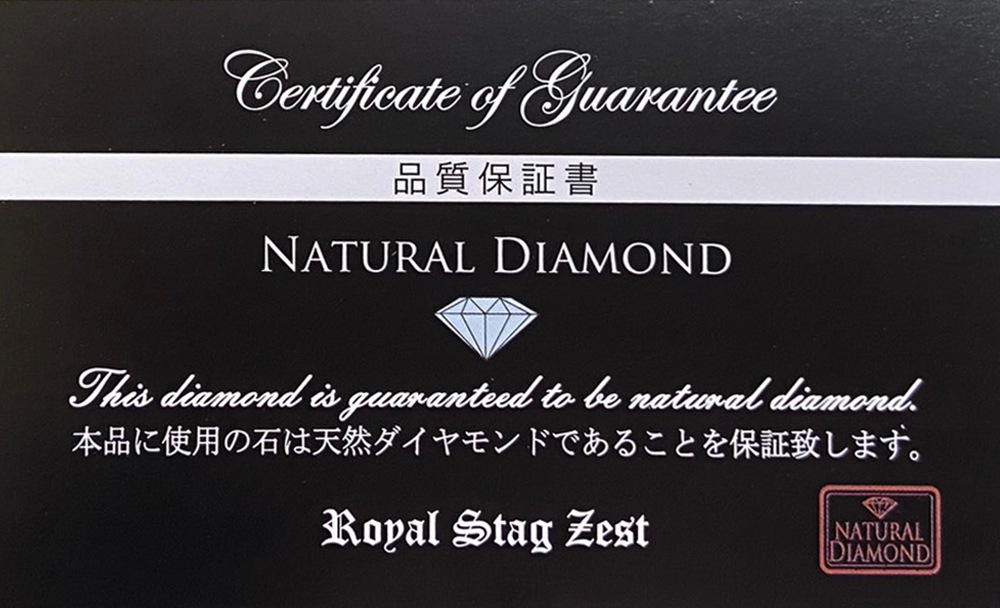 Certificate of Guarantee
品質保証書
NATURAL DIAMOND
This diamond is guaranteed to be natural diamond.
本品に使用の石は天然ダイヤモンドであることを保証致します。
Royal Stag Zest
NATURAL
DIAMOND